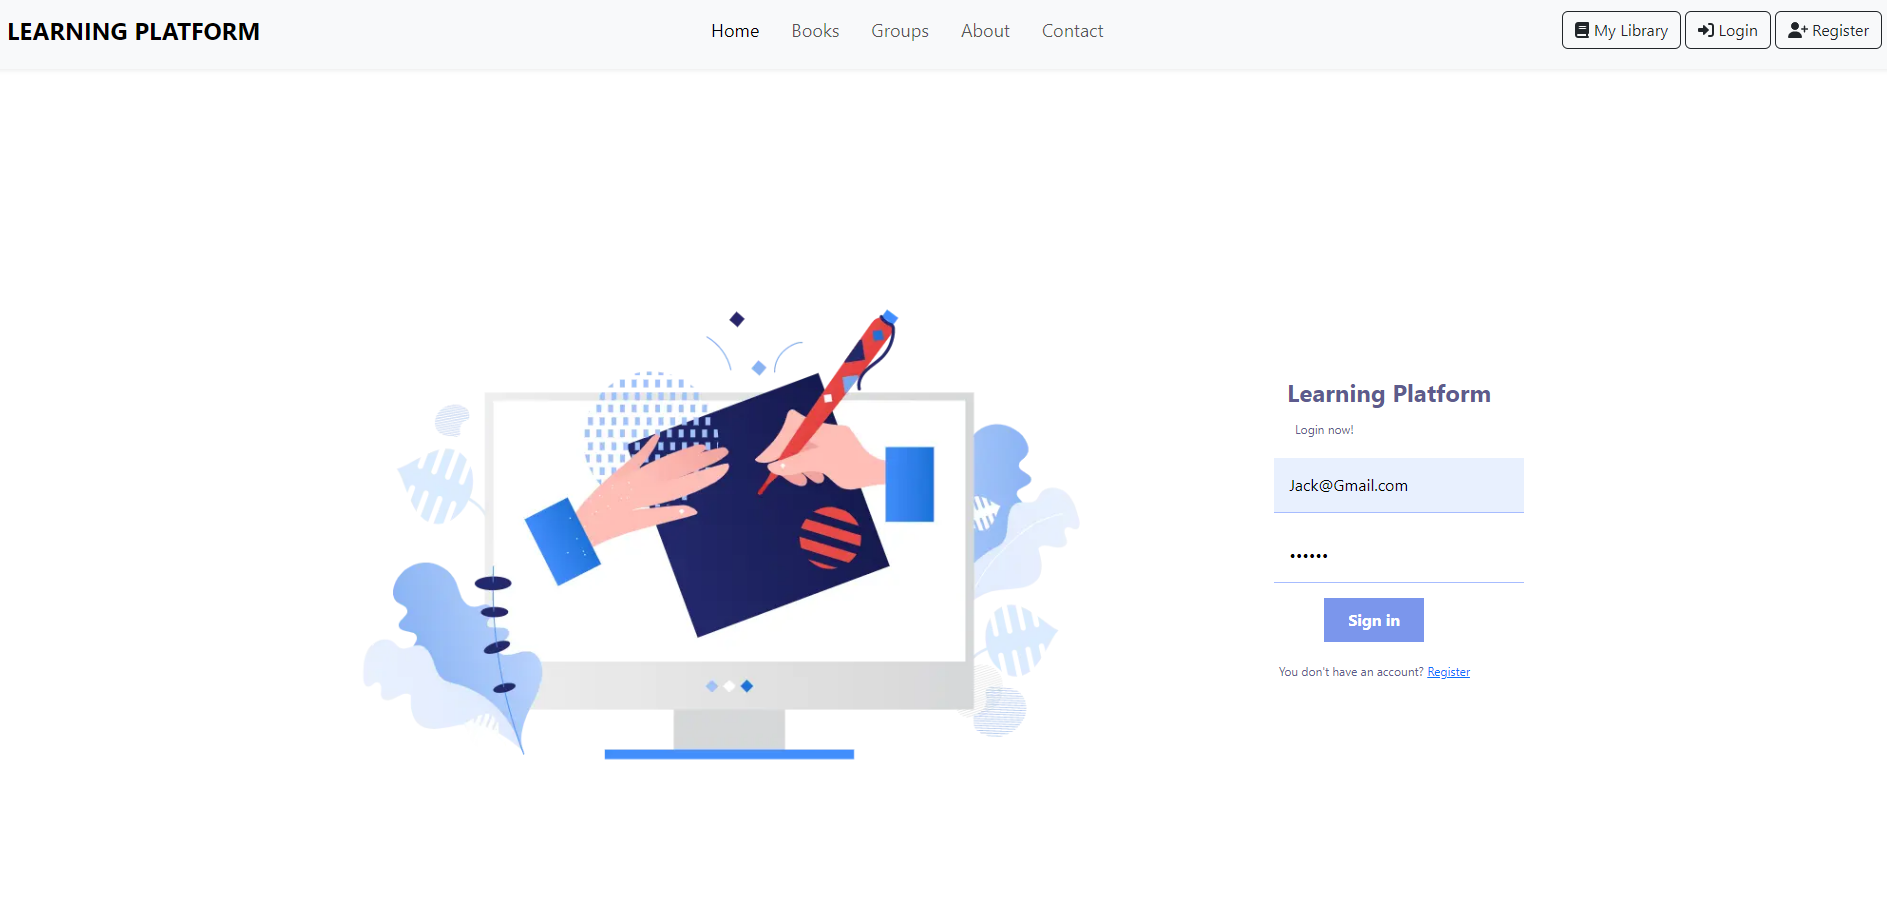 LEARNING PLATFORM
Home Books Groups About Contact
My Library Login Register
Learning Platform
Login now!
Jack@Gmail.com
••••••
Sign in
You don't have an account? Register